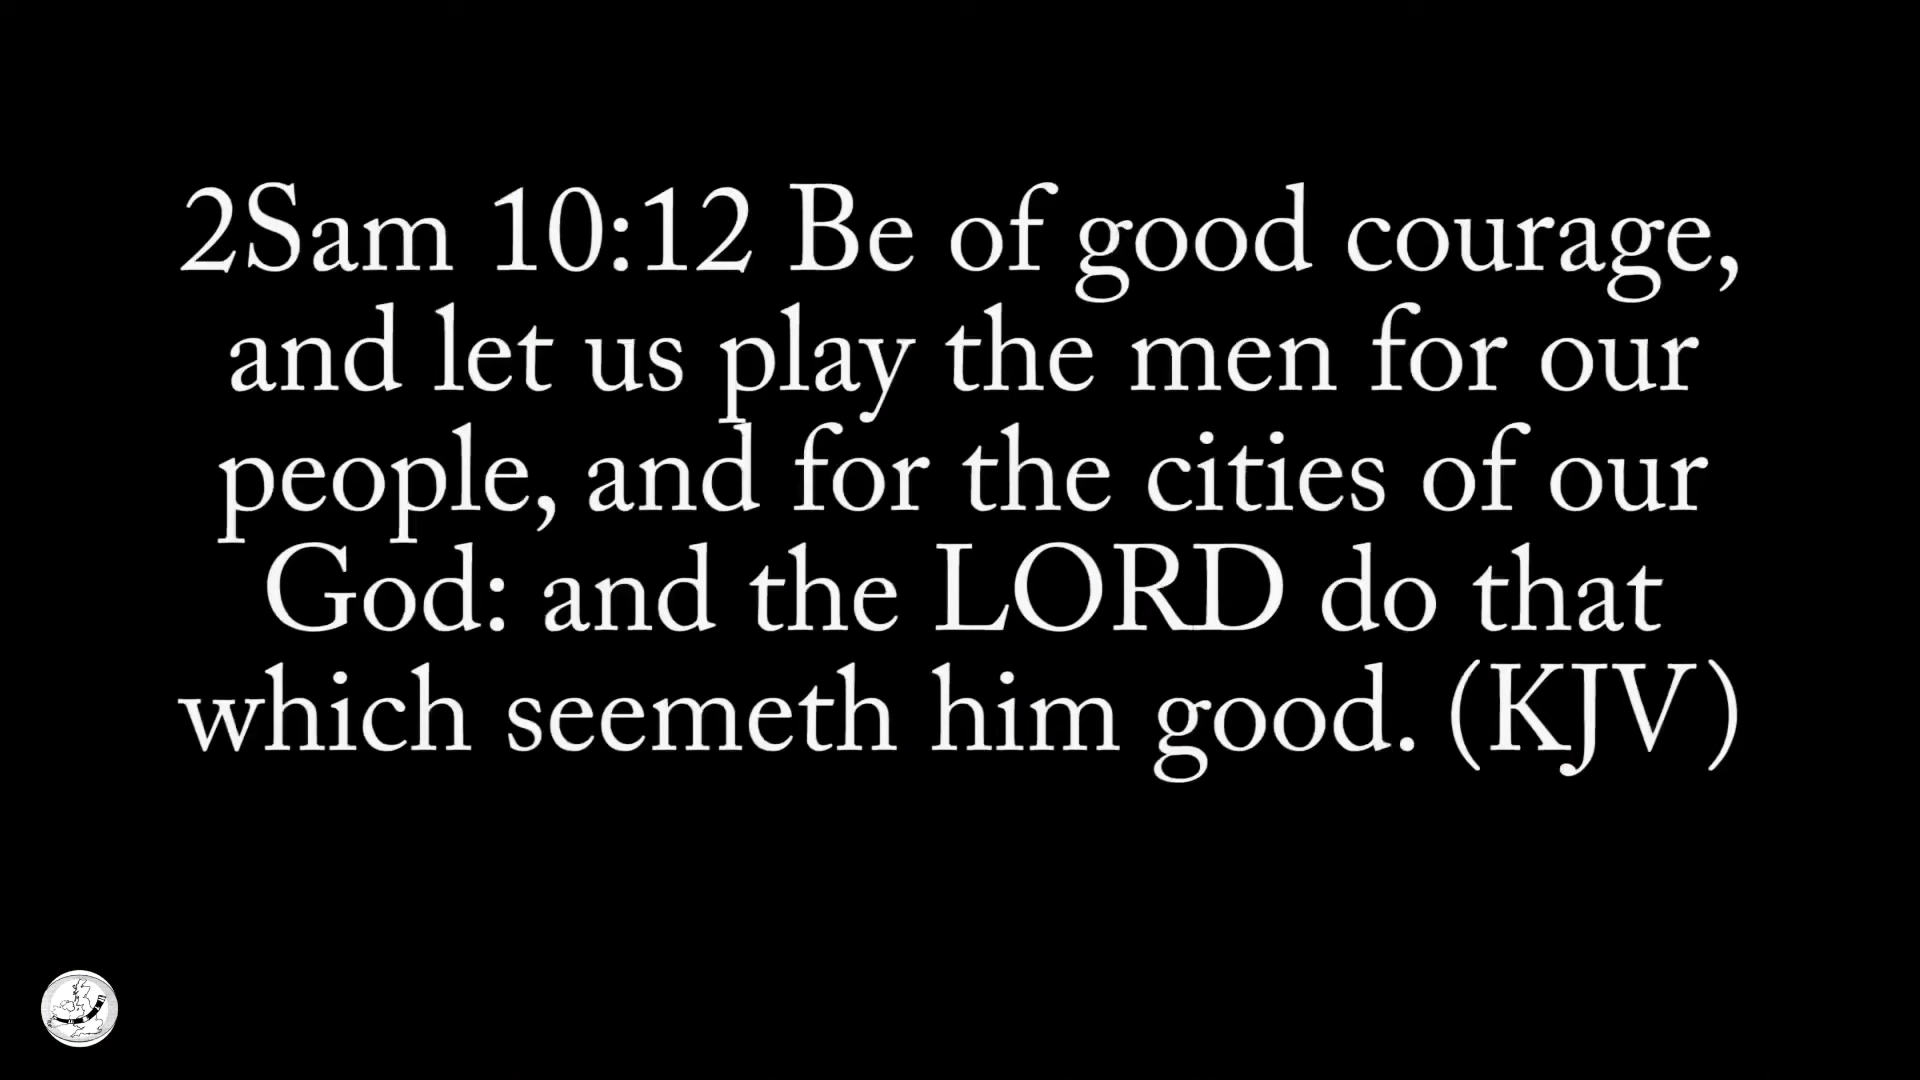 2Sam 10:12 Be of good courage,
and let us play the men for our
people, and for the cities of our
God: and the LORD do that
which seemeth him good. (KJV)